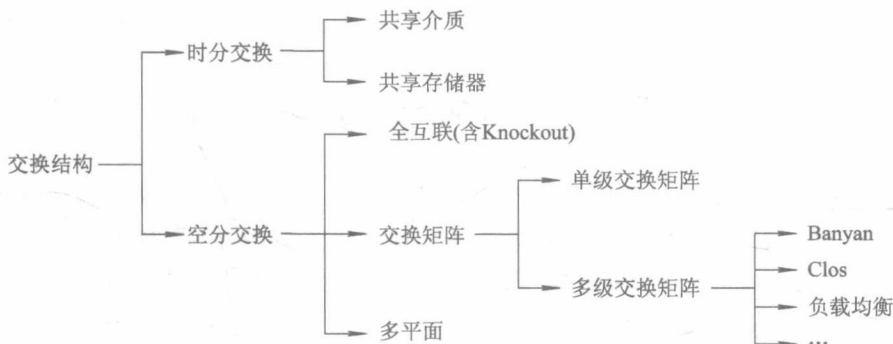 交换结构
时分交换
共享介质
共享存储器
空分交换
全互联(含Knockout)
交换矩阵
单级交换矩阵
多级交换矩阵
Banyan
Clos
负载均衡
...
多平面